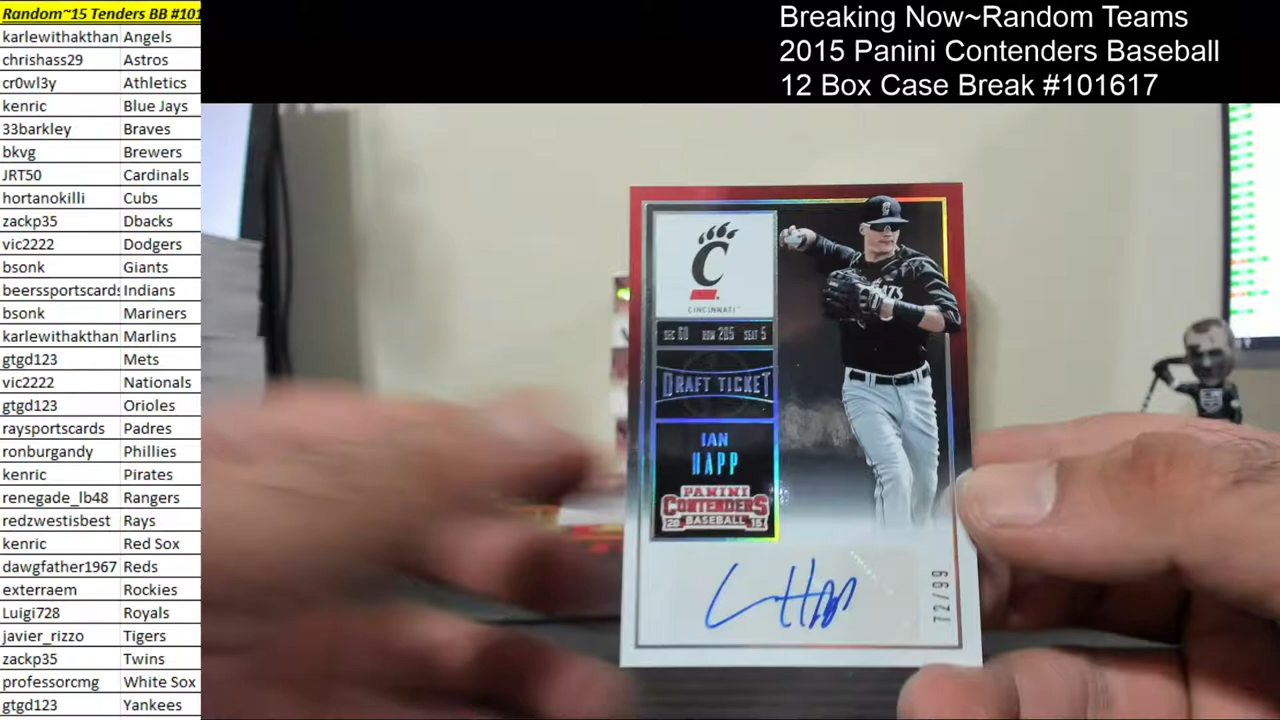 Random~15 Tenders BB #101
karlewithakthan Angels
chrishass29 Astros
cr0wl3y Athletics
kenric Blue Jays
33barkley Braves
bkvg Brewers
JRT50 Cardinals
hortanokilli Cubs
zackp35 Dbacks
vic2222 Dodgers
bsonk Giants
beerssportscards Indians
bsonk Mariners
karlewithakthan Marlins
gtgd123 Mets
vic2222 Nationals
gtgd123 Orioles
raysportscards Padres
ronburgandy Phillies
kenric Pirates
renegade_lb48 Rangers
redzwestisbest Rays
kenric Red Sox
dawgfather1967 Reds
exterraem Rockies
Luigi728 Royals
javier_rizzo Tigers
zackp35 Twins
professorcmg White Sox
gtgd123 Yankees
Breaking Now~Random Teams
2015 Panini Contenders Baseball
12 Box Case Break #101617
C
CINCINNATI
SEC 60 ROW 205 SEAT 5
DRAFT TICKET
IAN
HAPP
PANINI
CONTENDERS
20 BASEBALL 15
72/99